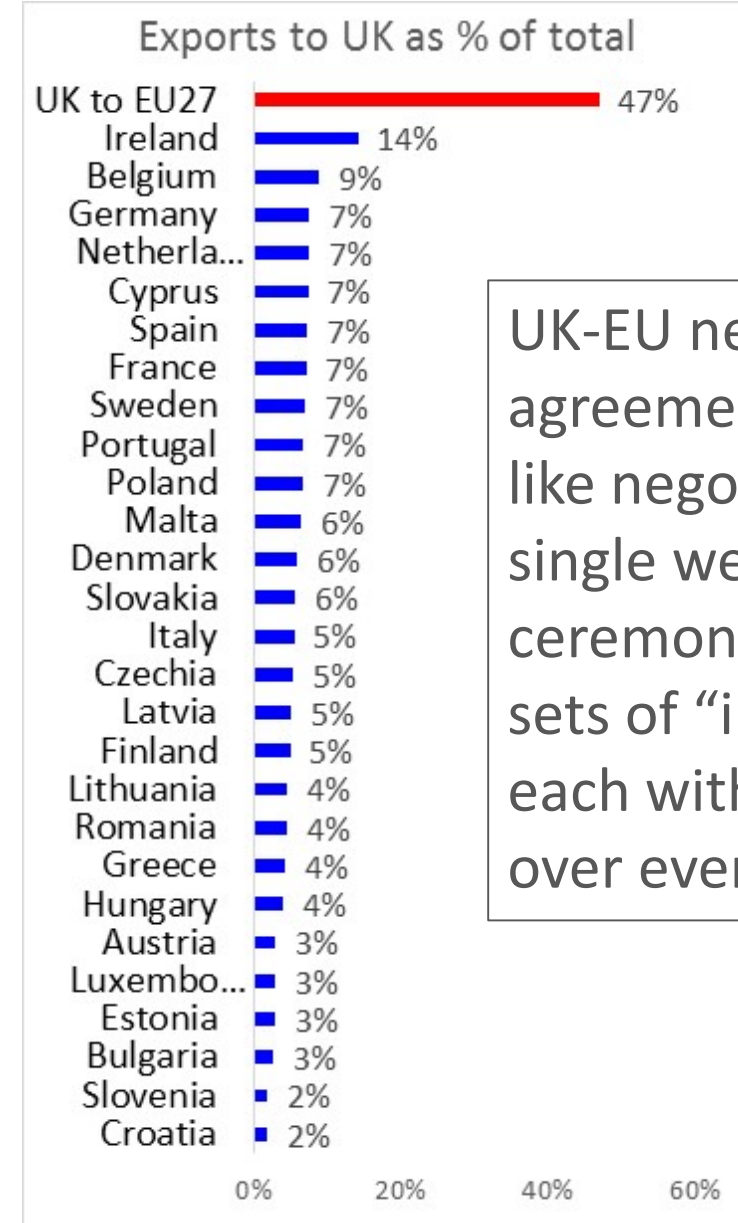 Exports to UK as % of total
UK to EU27 47%
Ireland 14%
Belgium 9%
Germany 7%
Netherla... 7%
Cyprus 7%
Spain 7%
France 7%
Sweden 7%
Portugal 7%
Poland 7%
Malta 6%
Denmark 6%
Slovakia 6%
Italy 5%
Czechia 5%
Latvia 5%
Finland 5%
Lithuania 4%
Romania 4%
Greece 4%
Hungary 4%
Austria 3%
Luxembo... 3%
Estonia 3%
Bulgaria 3%
Slovenia 2%
Croatia 2%
0% 20% 40% 60%
UK-EU ne
agreeme
like nego
single we
ceremon
sets of “i
each with
over ever